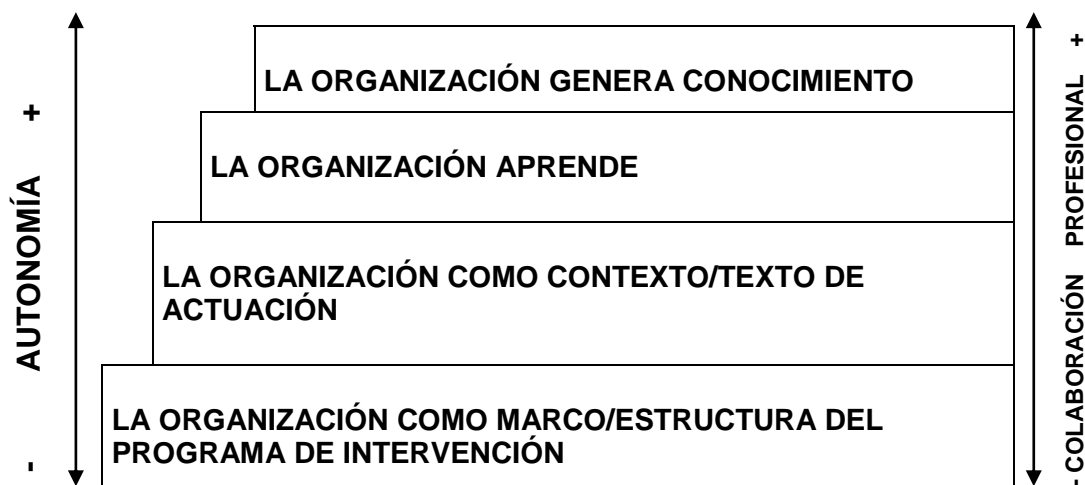 LA ORGANIZACIÓN GENERA CONOCIMIENTO
LA ORGANIZACIÓN APRENDE
LA ORGANIZACIÓN COMO CONTEXTO/TEXTO DE
ACTUACIÓN
LA ORGANIZACIÓN COMO MARCO/ESTRUCTURA DEL
PROGRAMA DE INTERVENCIÓN
- AUTONOMÍA +
- COLABORACIÓN PROFESIONAL +